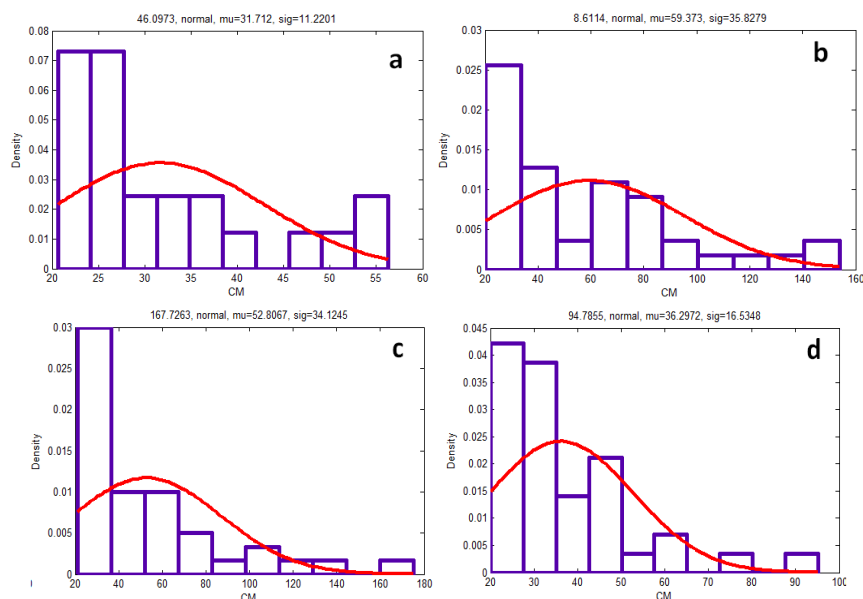 46.0973, normal, mu=31.712, sig=11.2201
a
0.08
0.07
0.06
0.05
0.04
0.03
0.02
0.01
0
Density
20 25 30 35 40 45 50 55 60
CM
8.6114, normal, mu=59.373, sig=35.8279
b
0.03
0.025
0.02
0.015
0.01
0.005
0
Density
20 40 60 80 100 120 140 160
CM
167.7263, normal, mu=52.8067, sig=34.1245
c
0.03
0.025
0.02
0.015
0.01
0.005
0
Density
20 40 60 80 100 120 140 160 180
CM
94.7855, normal, mu=36.2972, sig=16.5348
d
0.045
0.04
0.035
0.03
0.025
0.02
0.015
0.01
0.005
0
Density
20 30 40 50 60 70 80 90 100
CM